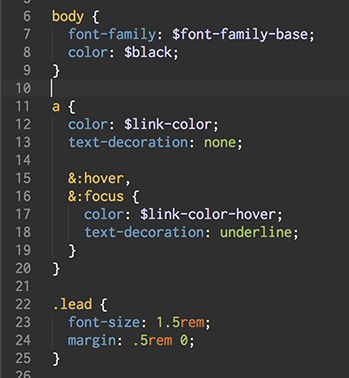 5
6 body {
7 font-family: $font-family-base;
8 color: $black;
9 }
10
11 a {
12 color: $link-color;
13 text-decoration: none;
14
15 &:hover,
16 &:focus {
17 color: $link-color-hover;
18 text-decoration: underline;
19 }
20 }
21
22 .lead {
23 font-size: 1.5rem;
24 margin: .5rem 0;
25 }
26